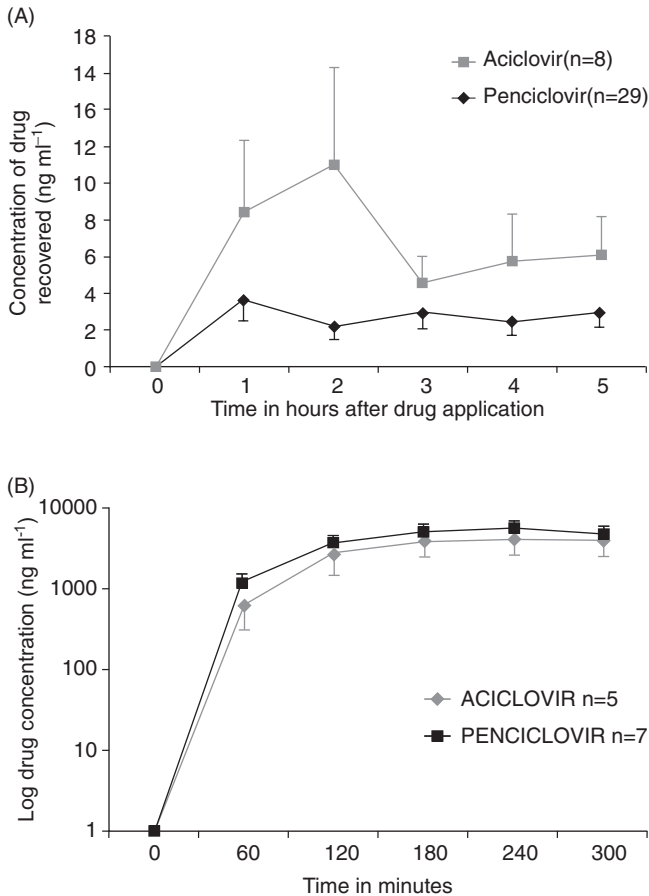 (A)
18
14
16
12
10
8
6
4
2
0
Concentration of drug
recovered (ng ml⁻¹)
Aciclovir(n=8)
Penciclovir(n=29)
0 1 2 3 4 5
Time in hours after drug application
(B)
10000
1000
100
10
1
Log drug concentration (ng ml⁻¹)
ACICLOVIR n=5
PENCICLOVIR n=7
0 60 120 180 240 300
Time in minutes